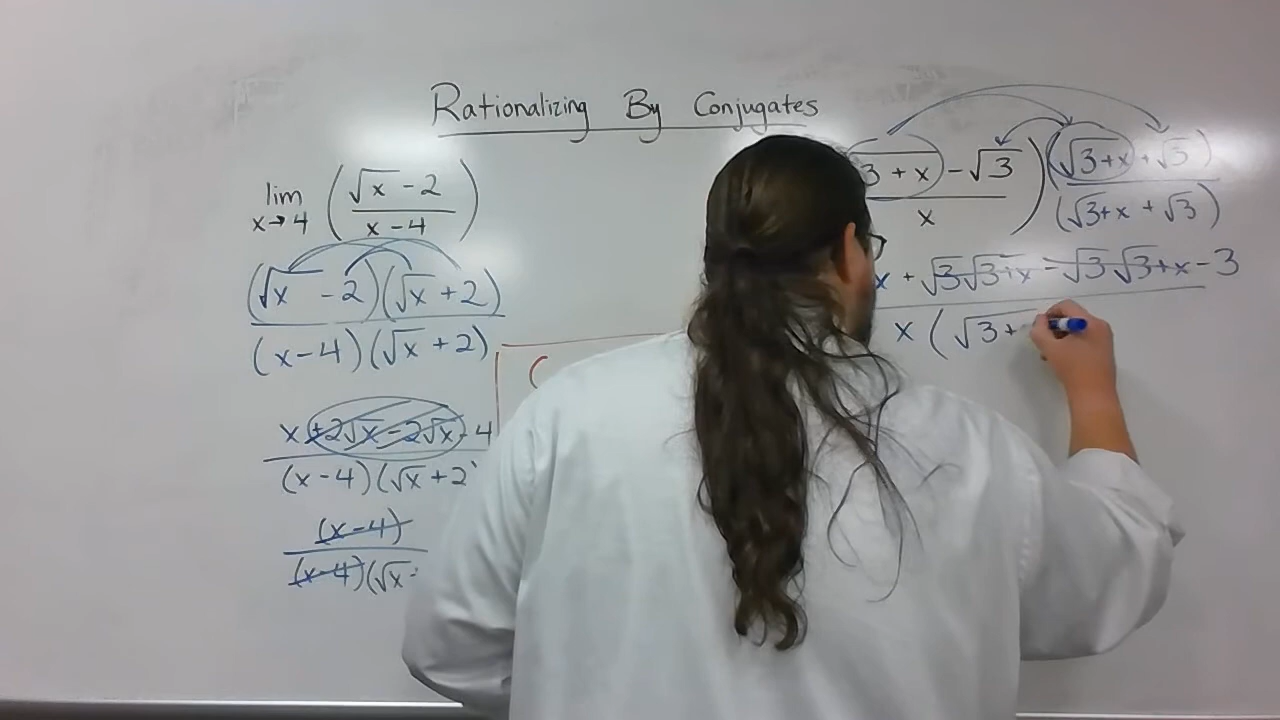 Rationalizing By Conjugates
lim x→4 ( (√x - 2) / (x - 4) )
(√x - 2)(√x + 2)
(x - 4)(√x + 2)
x + 2√x - 2√x - 4
(x - 4)(√x + 2
(x - 4)
(x - 4)(√x
3 + x - √3 ) (√3+x + √3)
x (√3+x + √3)
x + √3√3+x - √3√3+x - 3
x (√3+